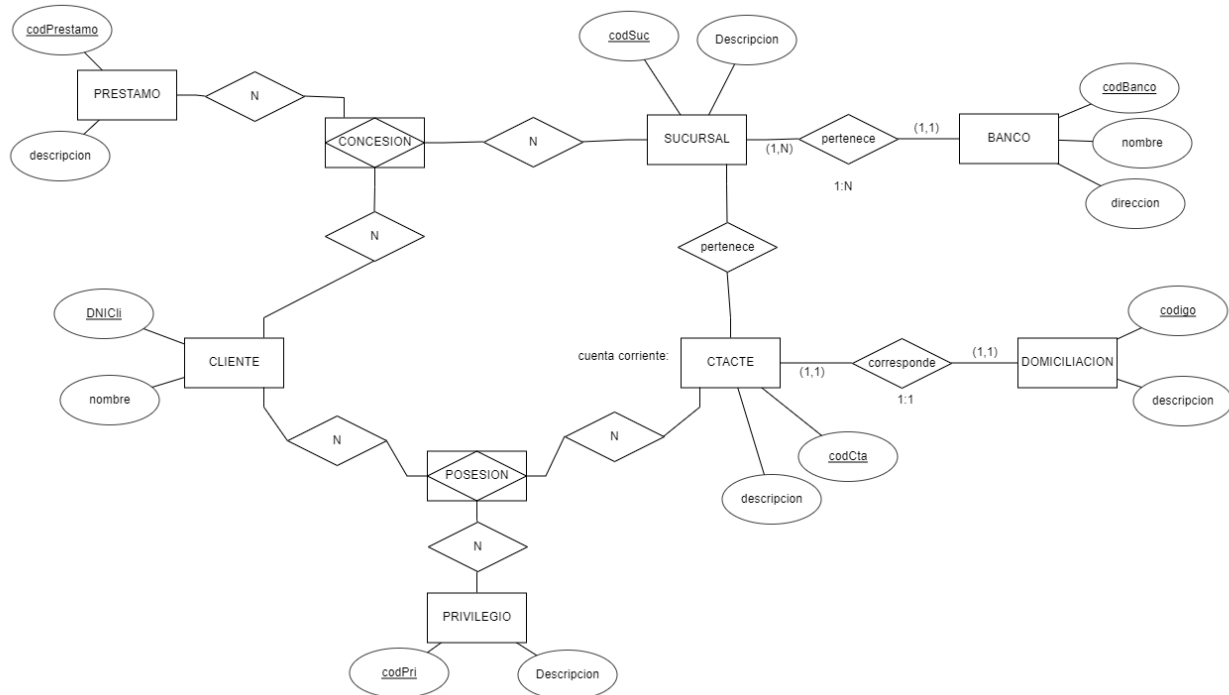 codPrestamo
codSuc
Descripcion
PRESTAMO
N
codBanco
CONCESION
N
SUCURSAL
pertenece
(1,1)
BANCO
nombre
(1,N)
descripcion
1:N
direccion
N
pertenece
DNICli
codigo
cuenta corriente:
CLIENTE
CTACTE
corresponde
(1,1)
DOMICILIACION
(1,1)
nombre
1:1
descripcion
N
N
codCta
POSESION
descripcion
N
PRIVILEGIO
codPri
Descripcion